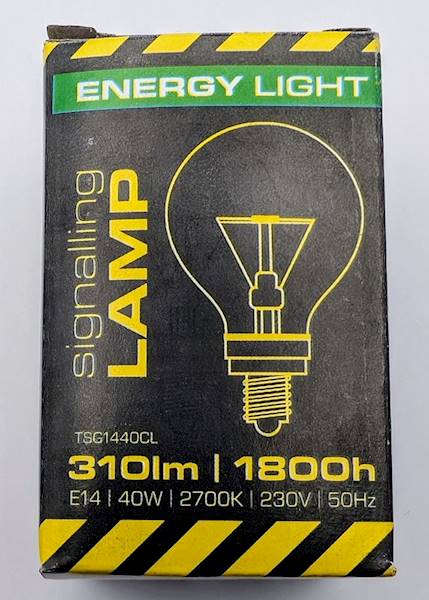 ENERGY LIGHT
signalling
LAMP
TSG1440CL
310lm | 1800h
E14 | 40W | 2700K | 230V | 50Hz